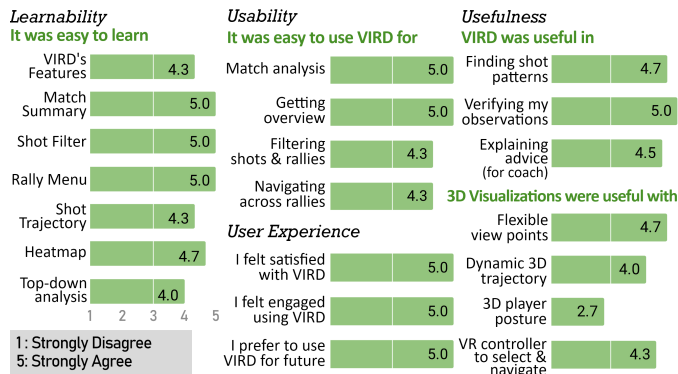 Learnability
It was easy to learn
VIRD's
Features
4.3
Match
Summary
5.0
Shot Filter
5.0
Rally Menu
5.0
Shot
Trajectory
4.3
Heatmap
4.7
Top-down
analysis
4.0
1 2 3 4 5
1: Strongly Disagree
5: Strongly Agree
Usability
It was easy to use VIRD for
Match analysis
5.0
Getting
overview
5.0
Filtering
shots & rallies
4.3
Navigating
across rallies
4.3
User Experience
I felt satisfied
with VIRD
5.0
I felt engaged
using VIRD
5.0
I prefer to use
VIRD for future
5.0
Usefulness
VIRD was useful in
Finding shot
patterns
4.7
Verifying my
observations
5.0
Explaining
advice
(for coach)
4.5
3D Visualizations were useful with
Flexible
view points
4.7
Dynamic 3D
trajectory
4.0
3D player
posture
2.7
VR controller
to select &
navigate
4.3